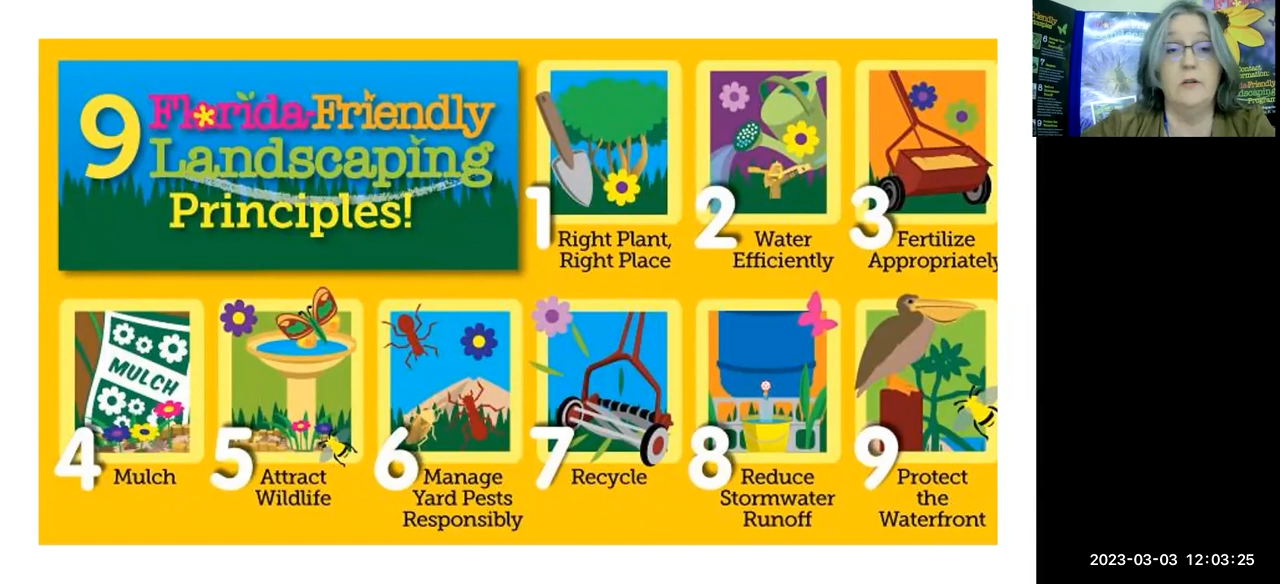 9 Florida-Friendly
Landscaping
Principles!
1 Right Plant,
Right Place
2 Water
Efficiently
3 Fertilize
Appropriately
MULCH
4 Mulch
5 Attract
Wildlife
6 Manage
Yard Pests
Responsibly
7 Recycle
8 Reduce
Stormwater
Runoff
9 Protect
the
Waterfront
2023-03-03 12:03:25